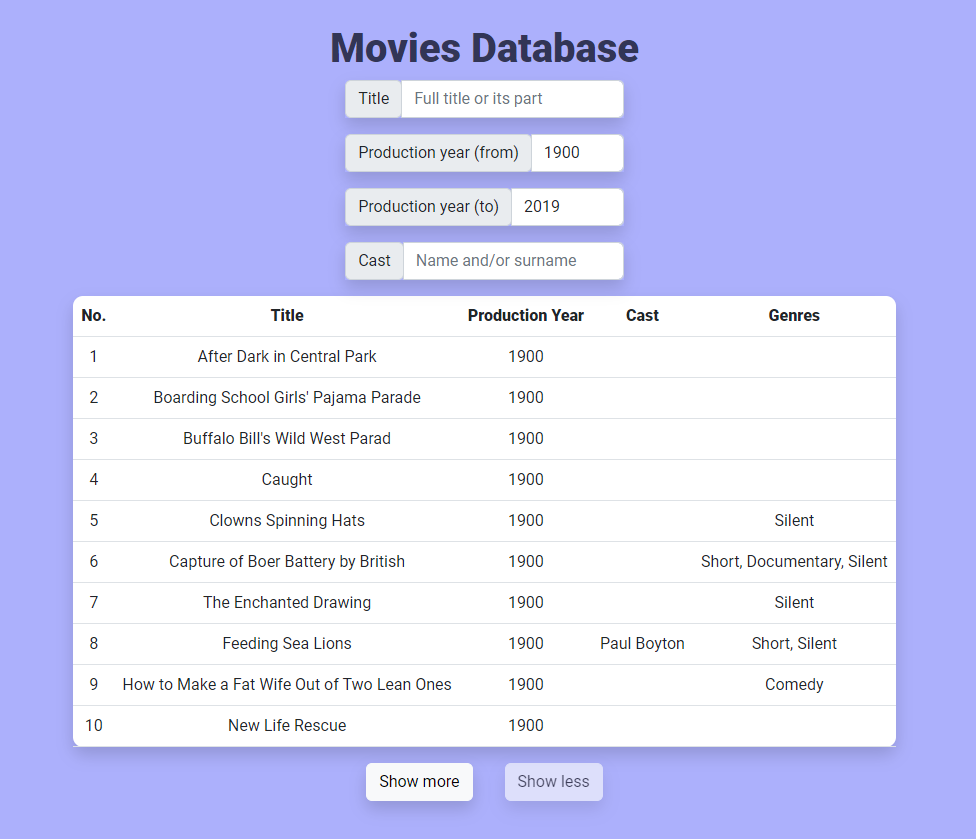 Movies Database
Title Full title or its part
Production year (from) 1900
Production year (to) 2019
Cast Name and/or surname
No. Title Production Year Cast Genres
1 After Dark in Central Park 1900
2 Boarding School Girls' Pajama Parade 1900
3 Buffalo Bill's Wild West Parad 1900
4 Caught 1900
5 Clowns Spinning Hats 1900 Silent
6 Capture of Boer Battery by British 1900 Short, Documentary, Silent
7 The Enchanted Drawing 1900 Silent
8 Feeding Sea Lions 1900 Paul Boyton Short, Silent
9 How to Make a Fat Wife Out of Two Lean Ones 1900 Comedy
10 New Life Rescue 1900
Show more Show less